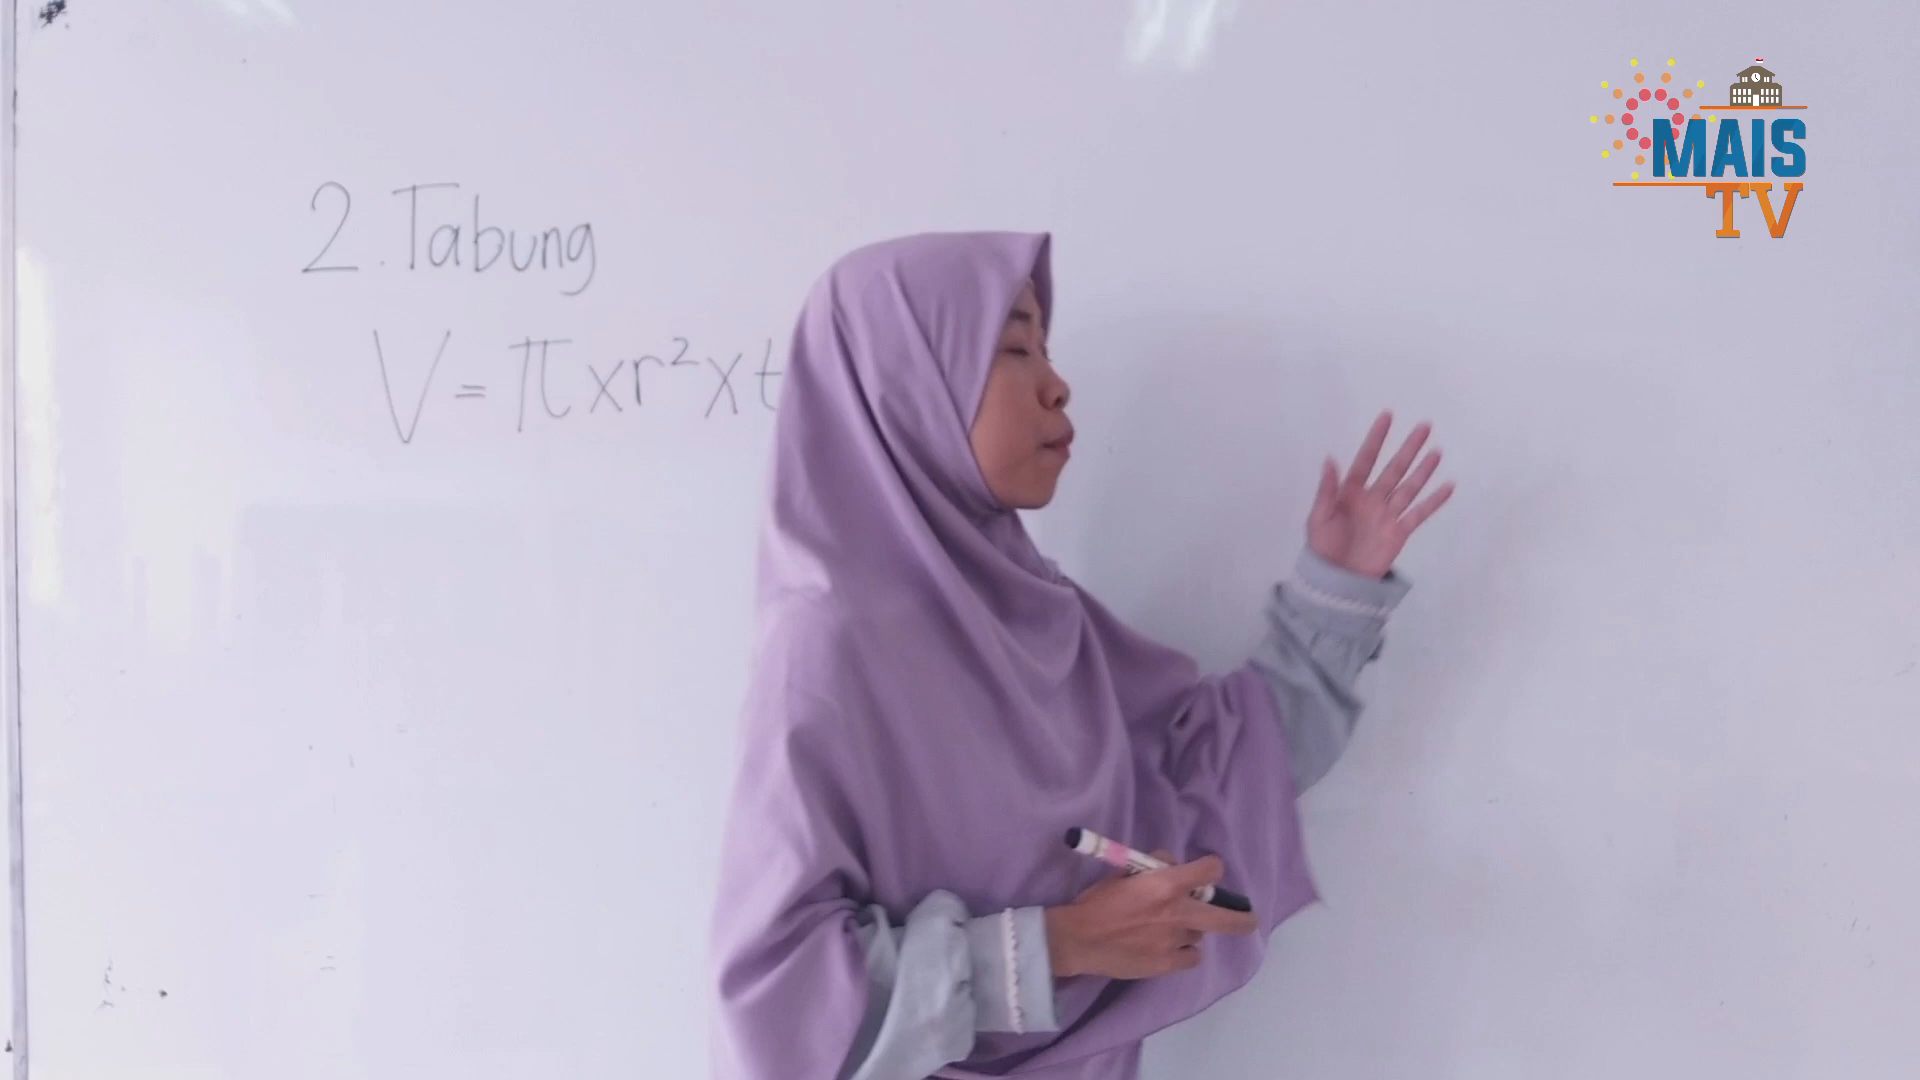 2. Tabung
V = π x r² x t
MAIS
TV